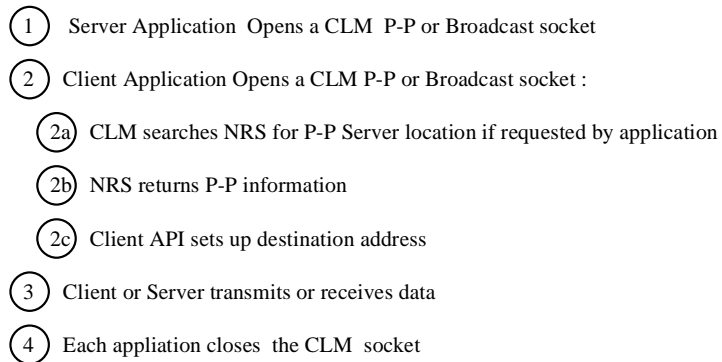 1 Server Application Opens a CLM P-P or Broadcast socket
2 Client Application Opens a CLM P-P or Broadcast socket :
2a) CLM searches NRS for P-P Server location if requested by application
2b) NRS returns P-P information
2c) Client API sets up destination address
3 Client or Server transmits or receives data
4 Each appliation closes the CLM socket